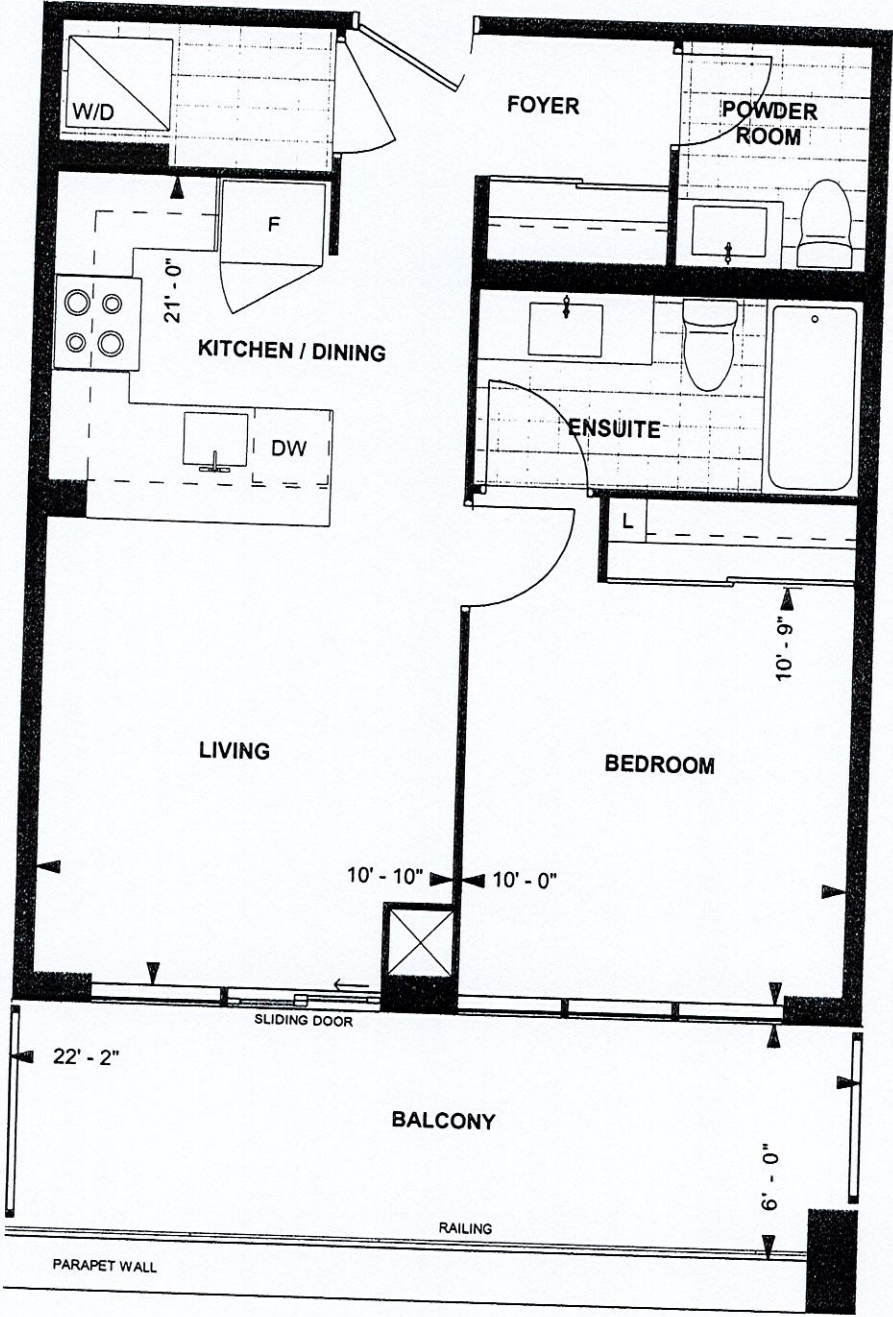 W/D
FOYER
POWDER
ROOM
F
21' - 0"
KITCHEN / DINING
DW
ENSUITE
L
10' - 9"
LIVING
BEDROOM
10' - 10"
10' - 0"
SLIDING DOOR
22' - 2"
BALCONY
6' - 0"
RAILING
PARAPET WALL